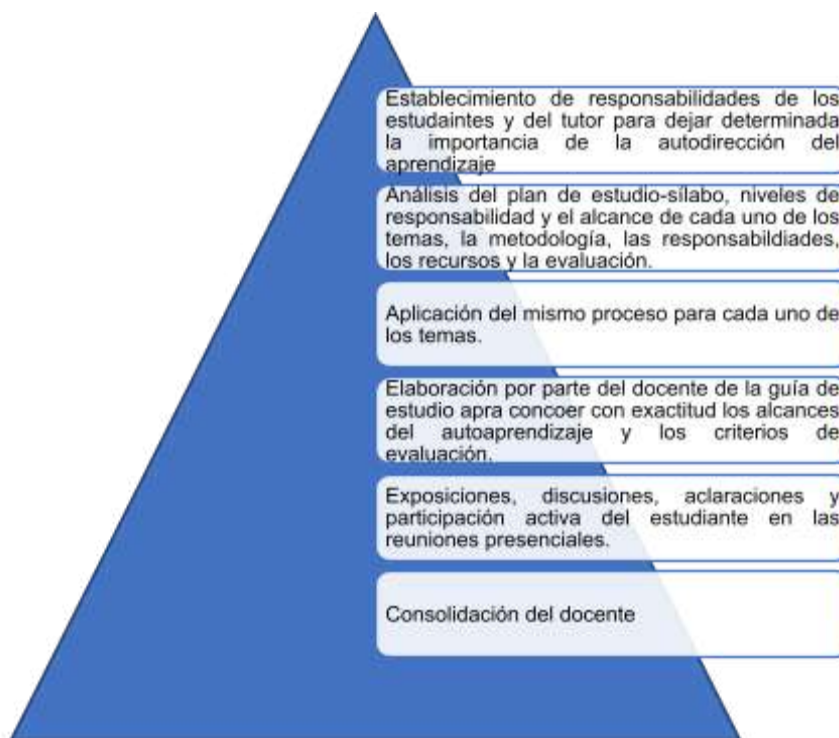 Establecimiento de responsabilidades de los
estudaintes y del tutor para dejar determinada
la importancia de la autodirección del
aprendizaje
Análisis del plan de estudio-sílabo, niveles de
responsabilidad y el alcance de cada uno de los
temas, la metodología, las responsabildiades,
los recursos y la evaluación.
Aplicación del mismo proceso para cada uno de
los temas.
Elaboración por parte del docente de la guía de
estudio apra concoer con exactitud los alcances
del autoaprendizaje y los criterios de
evaluación.
Exposiciones, discusiones, aclaraciones y
participación activa del estudiante en las
reuniones presenciales.
Consolidación del docente